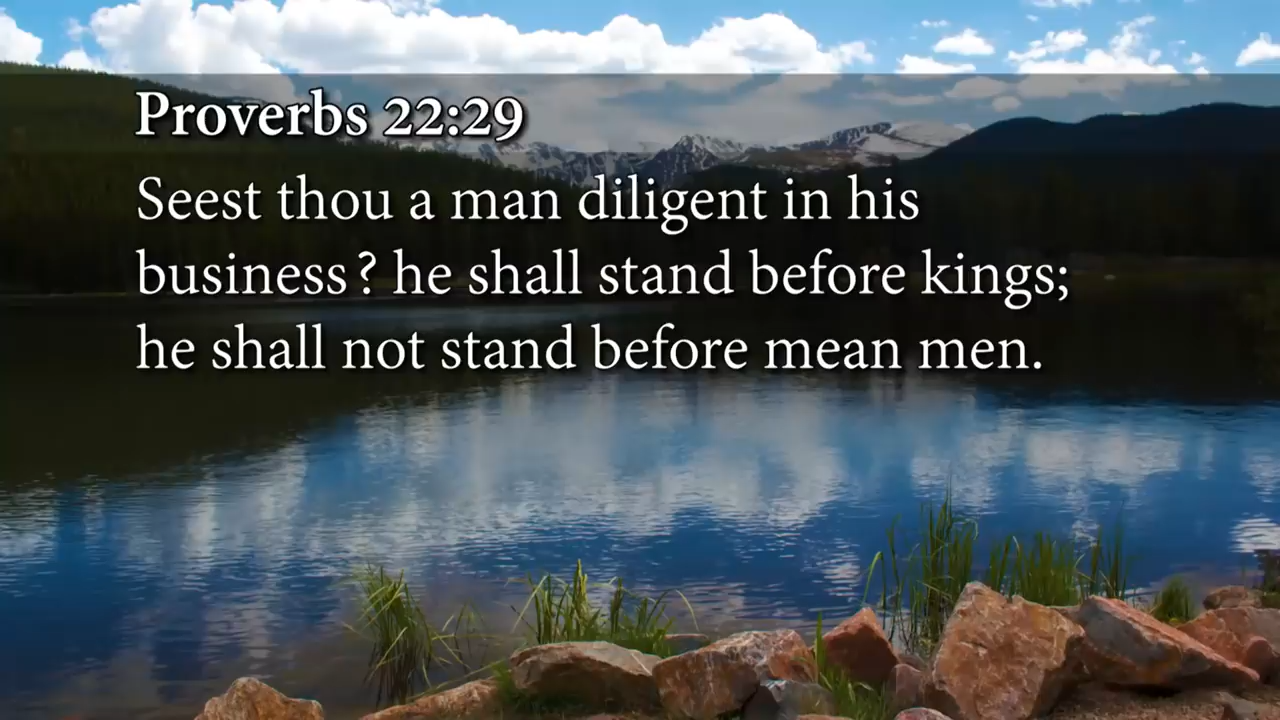 Proverbs 22:29
Seest thou a man diligent in his
business? he shall stand before kings;
he shall not stand before mean men.